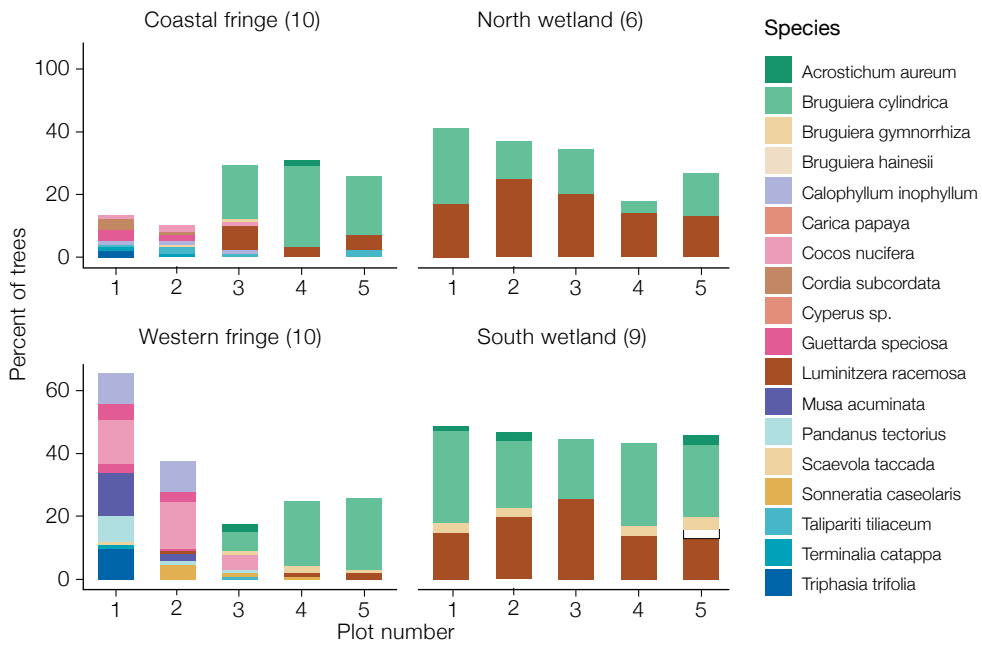 Coastal fringe (10)
North wetland (6)
Percent of trees
100
40
20
0
1 2 3 4 5
1 2 3 4 5
Western fringe (10)
South wetland (9)
60
40
20
0
1 2 3 4 5
1 2 3 4 5
Plot number
Species
Acrostichum aureum
Bruguiera cylindrica
Bruguiera gymnorrhiza
Bruguiera hainesii
Calophyllum inophyllum
Carica papaya
Cocos nucifera
Cordia subcordata
Cyperus sp.
Guettarda speciosa
Luminitzera racemosa
Musa acuminata
Pandanus tectorius
Scaevola taccada
Sonneratia caseolaris
Talipariti tiliaceum
Terminalia catappa
Triphasia trifolia